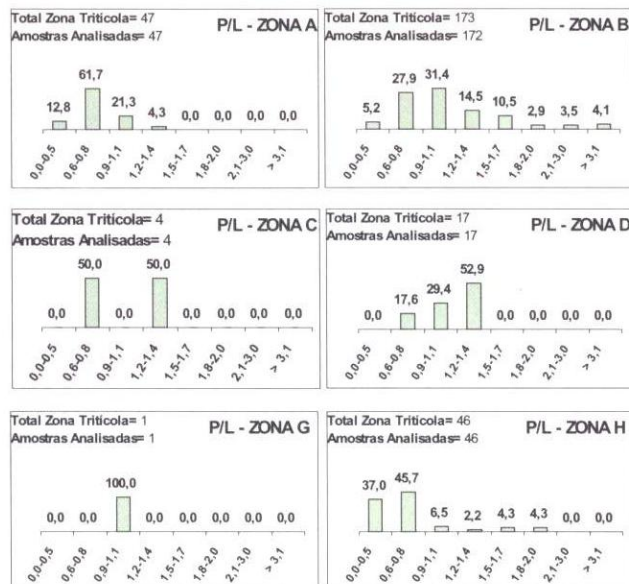 Total Zona Tritícola= 47
Amostras Analisadas= 47
P/L - ZONA A
12,8 61,7 21,3 4,3 0,0 0,0 0,0 0,0
0,0-0,5 0,6-0,8 0,9-1,1 1,2-1,4 1,5-1,7 1,8-2,0 2,1-3,0 > 3,1
Total Zona Tritícola= 173
Amostras Analisadas= 172
P/L - ZONA B
5,2 27,9 31,4 14,5 10,5 2,9 3,5 4,1
0,0-0,5 0,6-0,8 0,9-1,1 1,2-1,4 1,5-1,7 1,8-2,0 2,1-3,0 > 3,1
Total Zona Tritícola= 4
Amostras Analisadas= 4
P/L - ZONA C
0,0 50,0 0,0 50,0 0,0 0,0 0,0 0,0
0,0-0,5 0,6-0,8 0,9-1,1 1,2-1,4 1,5-1,7 1,8-2,0 2,1-3,0 > 3,1
Total Zona Tritícola= 17
Amostras Analisadas= 17
P/L - ZONA D
0,0 17,6 29,4 52,9 0,0 0,0 0,0 0,0
0,0-0,5 0,6-0,8 0,9-1,1 1,2-1,4 1,5-1,7 1,8-2,0 2,1-3,0 > 3,1
Total Zona Tritícola= 1
Amostras Analisadas= 1
P/L - ZONA G
0,0 0,0 100,0 0,0 0,0 0,0 0,0 0,0
0,0-0,5 0,6-0,8 0,9-1,1 1,2-1,4 1,5-1,7 1,8-2,0 2,1-3,0 > 3,1
Total Zona Tritícola= 46
Amostras Analisadas= 46
P/L - ZONA H
37,0 45,7 6,5 2,2 4,3 4,3 0,0 0,0
0,0-0,5 0,6-0,8 0,9-1,1 1,2-1,4 1,5-1,7 1,8-2,0 2,1-3,0 > 3,1